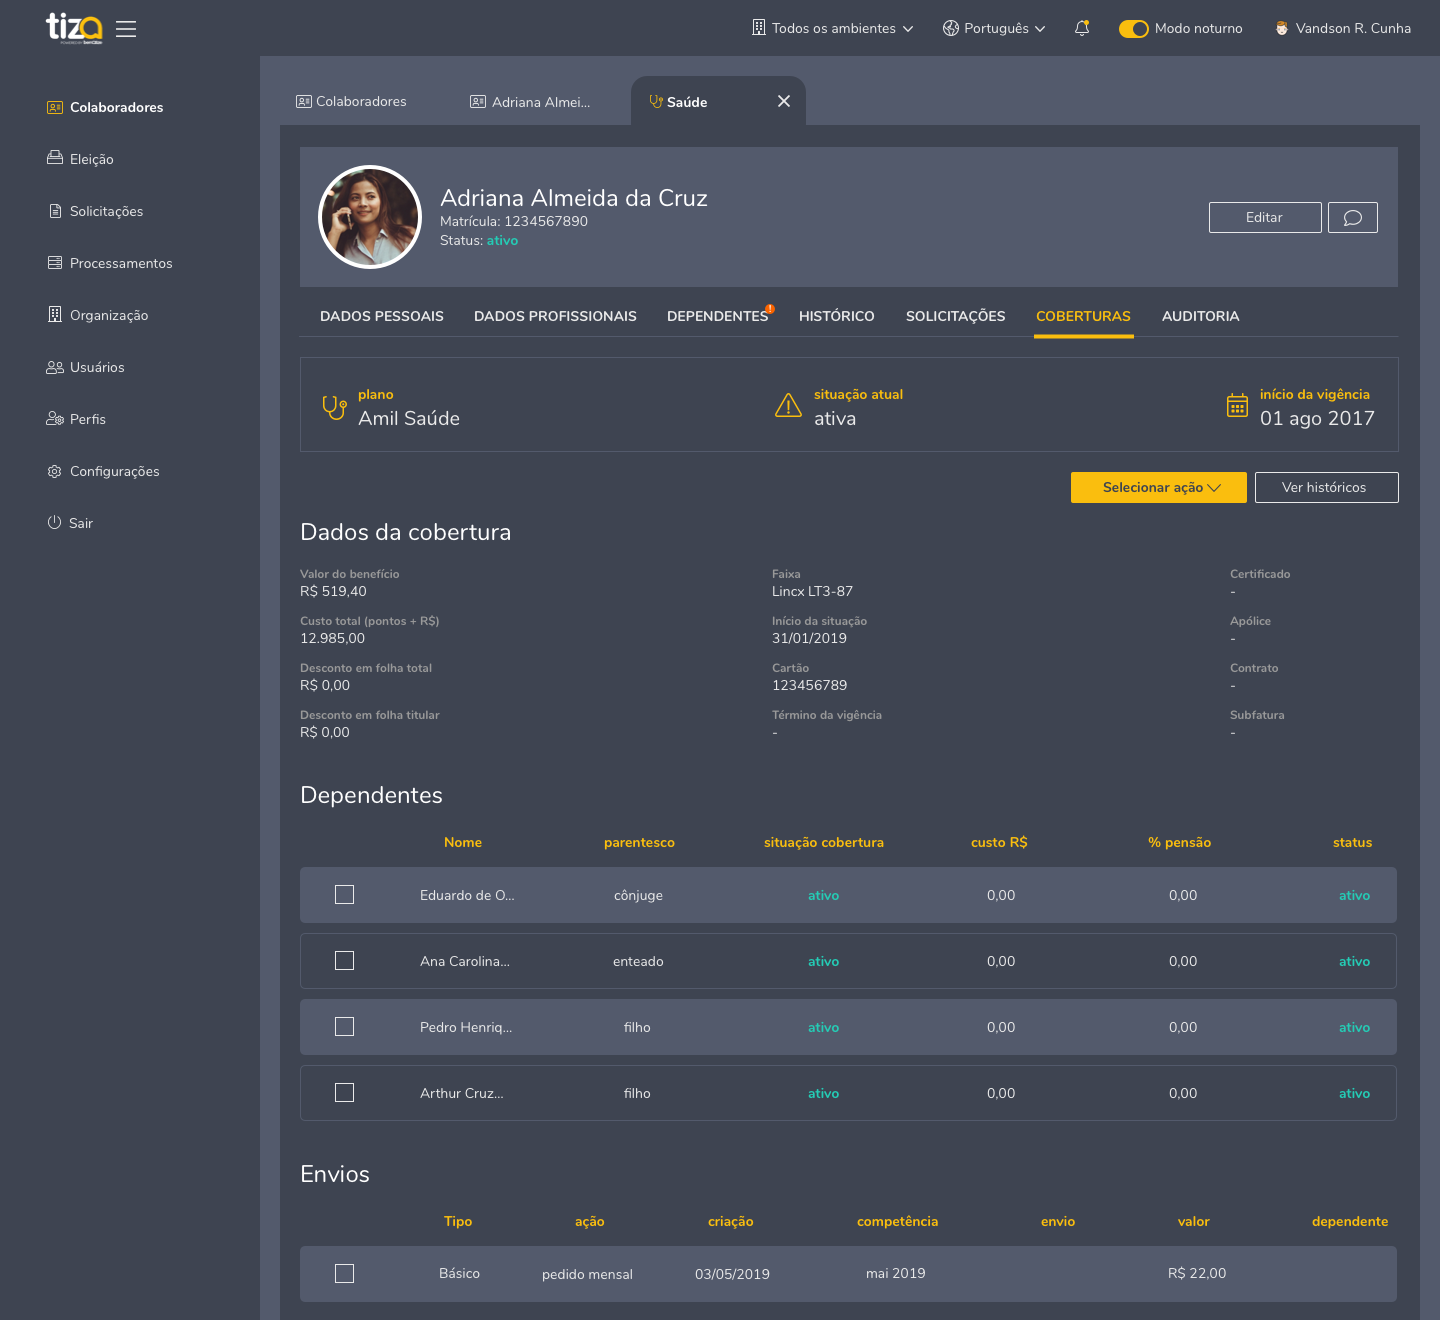 tiza
Todos os ambientes
Português
Modo noturno
Vandson R. Cunha
Colaboradores
Eleição
Solicitações
Processamentos
Organização
Usuários
Perfis
Configurações
Sair
Colaboradores
Adriana Almei...
Saúde
Adriana Almeida da Cruz
Matrícula: 1234567890
Status: ativo
Editar
DADOS PESSOAIS
DADOS PROFISSIONAIS
DEPENDENTES
HISTÓRICO
SOLICITAÇÕES
COBERTURAS
AUDITORIA
plano
Amil Saúde
situação atual
ativa
início da vigência
01 ago 2017
Selecionar ação
Ver históricos
Dados da cobertura
Valor do benefício
R$ 519,40
Faixa
Lincx LT3-87
Certificado
-
Custo total (pontos + R$)
12.985,00
Início da situação
31/01/2019
Apólice
-
Desconto em folha total
R$ 0,00
Cartão
123456789
Contrato
-
Desconto em folha titular
R$ 0,00
Término da vigência
-
Subfatura
-
Dependentes
Nome parentesco situação cobertura custo R$ % pensão status
Eduardo de O... cônjuge ativo 0,00 0,00 ativo
Ana Carolina... enteado ativo 0,00 0,00 ativo
Pedro Henriq... filho ativo 0,00 0,00 ativo
Arthur Cruz... filho ativo 0,00 0,00 ativo
Envios
Tipo ação criação competência envio valor dependente
Básico pedido mensal 03/05/2019 mai 2019 R$ 22,00